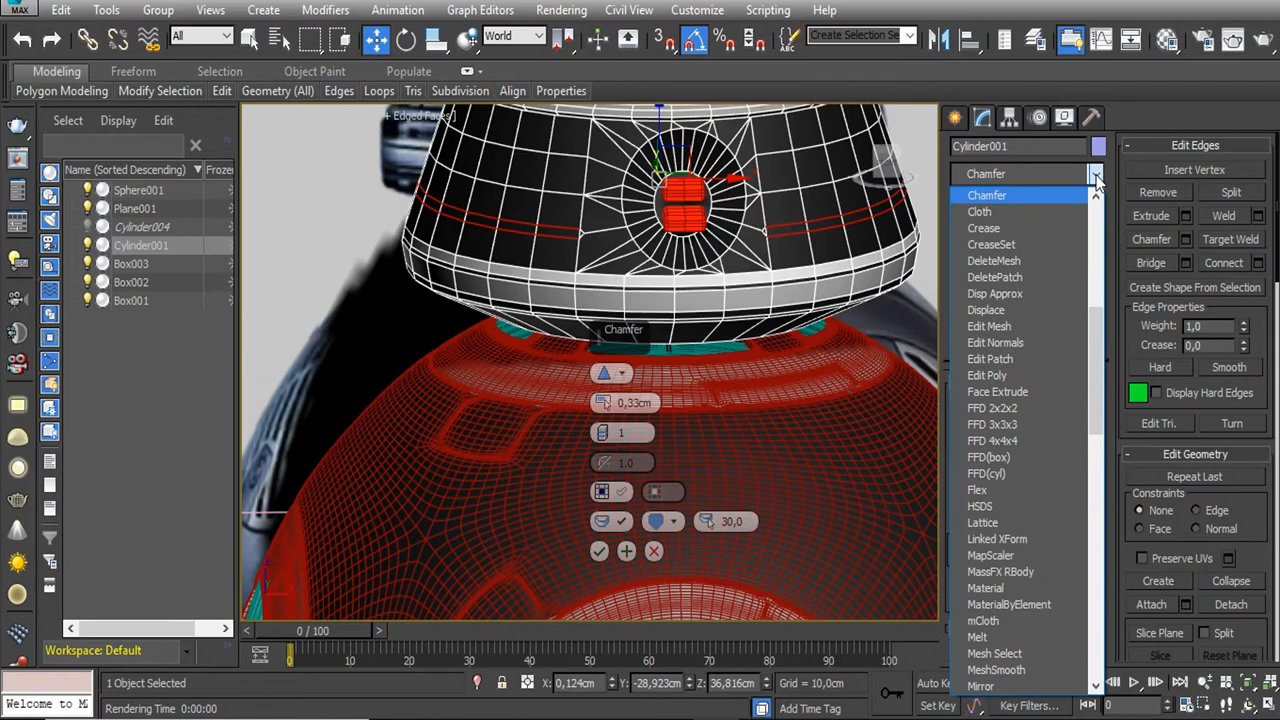 MAX
Tools Group Views Create Modifiers Animation Graph Editors Rendering Civil View Customize Scripting Help
All World Create Selection Se
Modeling Freeform Selection Object Paint Populate
Polygon Modeling Modify Selection Edit Geometry (All) Edges Loops Tris Subdivision Align Properties
Select Display Edit
Name (Sorted Descending) Frozen
Sphere001
Plane001
Cylinder004
Cylinder001
Box003
Box002
Box001
+ Edged Faces ]
Chamfer
0,33cm
1
1.0
30,0
Cylinder001
Chamfer
Chamfer
Cloth
Crease
CreaseSet
DeleteMesh
DeletePatch
Disp Approx
Displace
Edit Mesh
Edit Normals
Edit Patch
Edit Poly
Face Extrude
FFD 2x2x2
FFD 3x3x3
FFD 4x4x4
FFD(box)
FFD(cyl)
Flex
HSDS
Lattice
Linked XForm
MapScaler
MassFX RBody
Material
MaterialByElement
mCloth
Melt
Mesh Select
MeshSmooth
Mirror
- Edit Edges
Insert Vertex
Remove Split
Extrude Weld
Chamfer Target Weld
Bridge Connect
Create Shape From Selection
Edge Properties
Weight: 1,0
Crease: 0,0
Hard Smooth
Display Hard Edges
Edit Tri. Turn
- Edit Geometry
Repeat Last
Constraints
None Edge
Face Normal
Preserve UVs
Create Collapse
Attach Detach
Slice Plane Split
Slice Reset Plane
0 / 100
Workspace: Default
0 10 20 30 40 50 60 70 80 90 100
1 Object Selected X: 0,124cm Y: -28,923cm Z: 36,816cm Grid = 10,0cm Auto Key
Welcome to M Rendering Time: 0:00:00 Add Time Tag Set Key Key Filters... 0